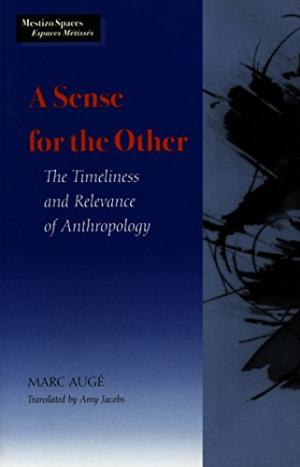 Mestizo Spaces
Espaces Métissés
A Sense
for the Other
The Timeliness
and Relevance
of Anthropology
MARC AUGÉ
Translated by Amy Jacobs